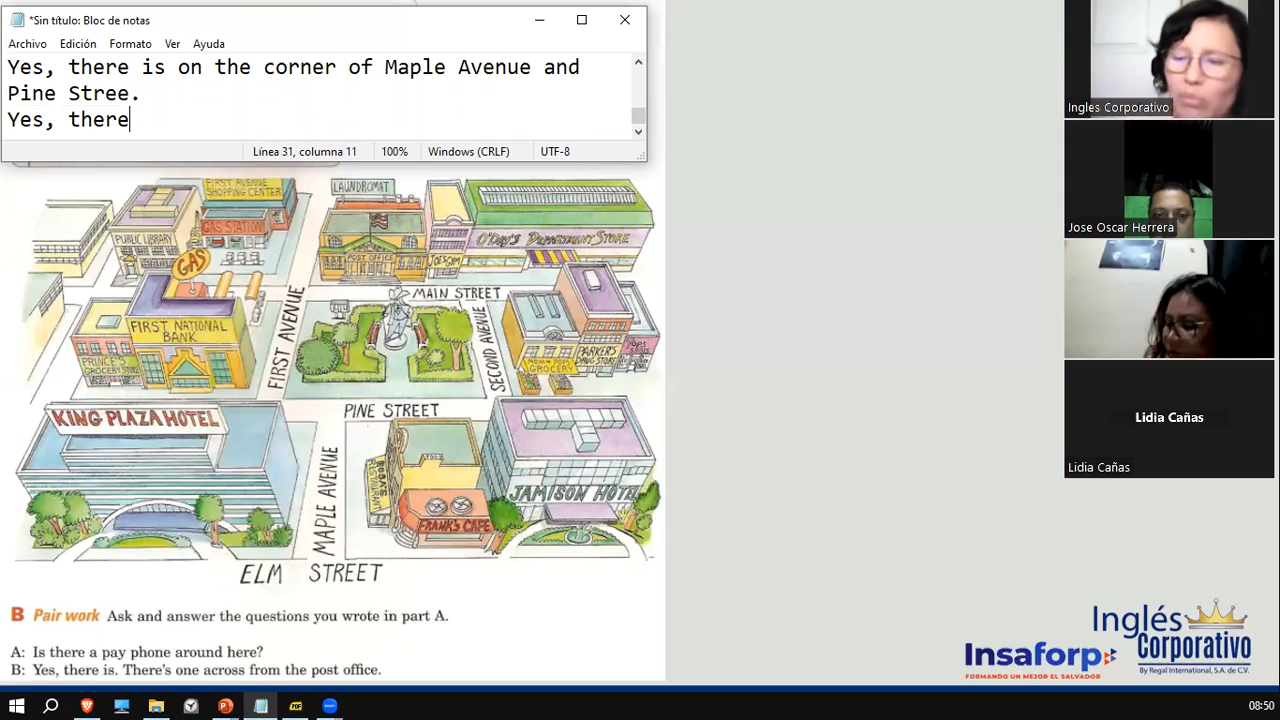 *Sin título: Bloc de notas
Archivo Edición Formato Ver Ayuda
Yes, there is on the corner of Maple Avenue and
Pine Stree.
Yes, there
Línea 31, columna 11 100% Windows (CRLF) UTF-8
FIRST AVENUE
SHOPPING CENTER
LAUNDROMAT
PUBLIC LIBRARY
GAS STATION
POST OFFICE
JOE'S GYM
O'DAY'S DEPARTMENT STORE
GAS
MAIN STREET
FIRST NATIONAL
BANK
FIRST AVENUE
SECOND AVENUE
PRINCE'S
GROCERY STORE
MOM & POP'S
GROCERY
PARKER'S
DRUG STORE
KING PLAZA HOTEL
PINE STREET
MAPLE AVENUE
RESTAURANT
JAMISON HOTEL
FRANK'S CAFE
ELM STREET
B Pair work Ask and answer the questions you wrote in part A.
A: Is there a pay phone around here?
B: Yes, there is. There's one across from the post office.
Ingles Corporativo
Jose Oscar Herrera
Lidia Cañas
Lidia Cañas
Insaforp
FORMANDO UN MEJOR EL SALVADOR
Inglés
Corporativo
By Regal International, S.A. de C.V.
08:50